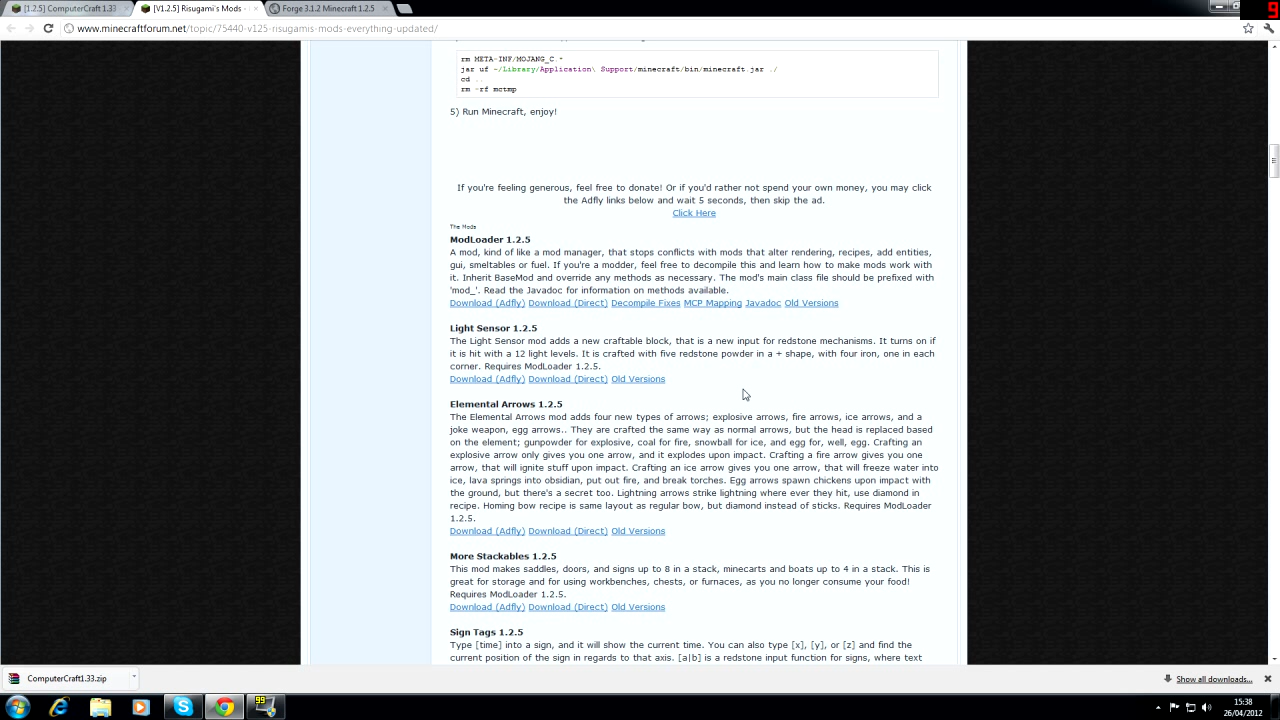 [1.2.5] ComputerCraft 1.33
[V1.2.5] Risugami's Mods -
Forge 3.1.2 Minecraft 1.2.5
9
www.minecraftforum.net/topic/75440-v125-risugamis-mods-everything-updated/
rm META-INF/MOJANG_C.*
jar uf ~/Library/Application\ Support/minecraft/bin/minecraft.jar ./
cd ..
rm -rf mctmp
5) Run Minecraft, enjoy!
If you're feeling generous, feel free to donate! Or if you'd rather not spend your own money, you may click
the Adfly links below and wait 5 seconds, then skip the ad.
Click Here
The Mods
ModLoader 1.2.5
A mod, kind of like a mod manager, that stops conflicts with mods that alter rendering, recipes, add entities,
gui, smeltables or fuel. If you're a modder, feel free to decompile this and learn how to make mods work with
it. Inherit BaseMod and override any methods as necessary. The mod's main class file should be prefixed with
'mod_'. Read the Javadoc for information on methods available.
Download (Adfly) Download (Direct) Decompile Fixes MCP Mapping Javadoc Old Versions
Light Sensor 1.2.5
The Light Sensor mod adds a new craftable block, that is a new input for redstone mechanisms. It turns on if
it is hit with a 12 light levels. It is crafted with five redstone powder in a + shape, with four iron, one in each
corner. Requires ModLoader 1.2.5.
Download (Adfly) Download (Direct) Old Versions
Elemental Arrows 1.2.5
The Elemental Arrows mod adds four new types of arrows; explosive arrows, fire arrows, ice arrows, and a
joke weapon, egg arrows.. They are crafted the same way as normal arrows, but the head is replaced based
on the element; gunpowder for explosive, coal for fire, snowball for ice, and egg for, well, egg. Crafting an
explosive arrow only gives you one arrow, and it explodes upon impact. Crafting a fire arrow gives you one
arrow, that will ignite stuff upon impact. Crafting an ice arrow gives you one arrow, that will freeze water into
ice, lava springs into obsidian, put out fire, and break torches. Egg arrows spawn chickens upon impact with
the ground, but there's a secret too. Lightning arrows strike lightning where ever they hit, use diamond in
recipe. Homing bow recipe is same layout as regular bow, but diamond instead of sticks. Requires ModLoader
1.2.5.
Download (Adfly) Download (Direct) Old Versions
More Stackables 1.2.5
This mod makes saddles, doors, and signs up to 8 in a stack, minecarts and boats up to 4 in a stack. This is
great for storage and for using workbenches, chests, or furnaces, as you no longer consume your food!
Requires ModLoader 1.2.5.
Download (Adfly) Download (Direct) Old Versions
Sign Tags 1.2.5
Type [time] into a sign, and it will show the current time. You can also type [x], [y], or [z] and find the
current position of the sign in regards to that axis. [a|b] is a redstone input function for signs, where text
ComputerCraft1.33.zip
Show all downloads...
99
15:38
26/04/2012